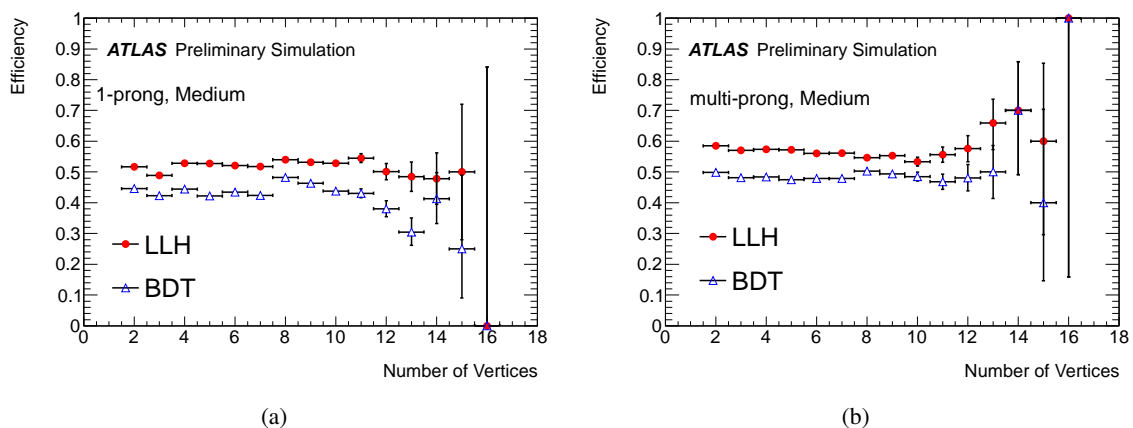 Efficiency
1
0.9
0.8
0.7
0.6
0.5
0.4
0.3
0.2
0.1
0
ATLAS Preliminary Simulation
1-prong, Medium
LLH
BDT
0 2 4 6 8 10 12 14 16 18
Number of Vertices
(a)
Efficiency
1
0.9
0.8
0.7
0.6
0.5
0.4
0.3
0.2
0.1
0
ATLAS Preliminary Simulation
multi-prong, Medium
LLH
BDT
0 2 4 6 8 10 12 14 16 18
Number of Vertices
(b)